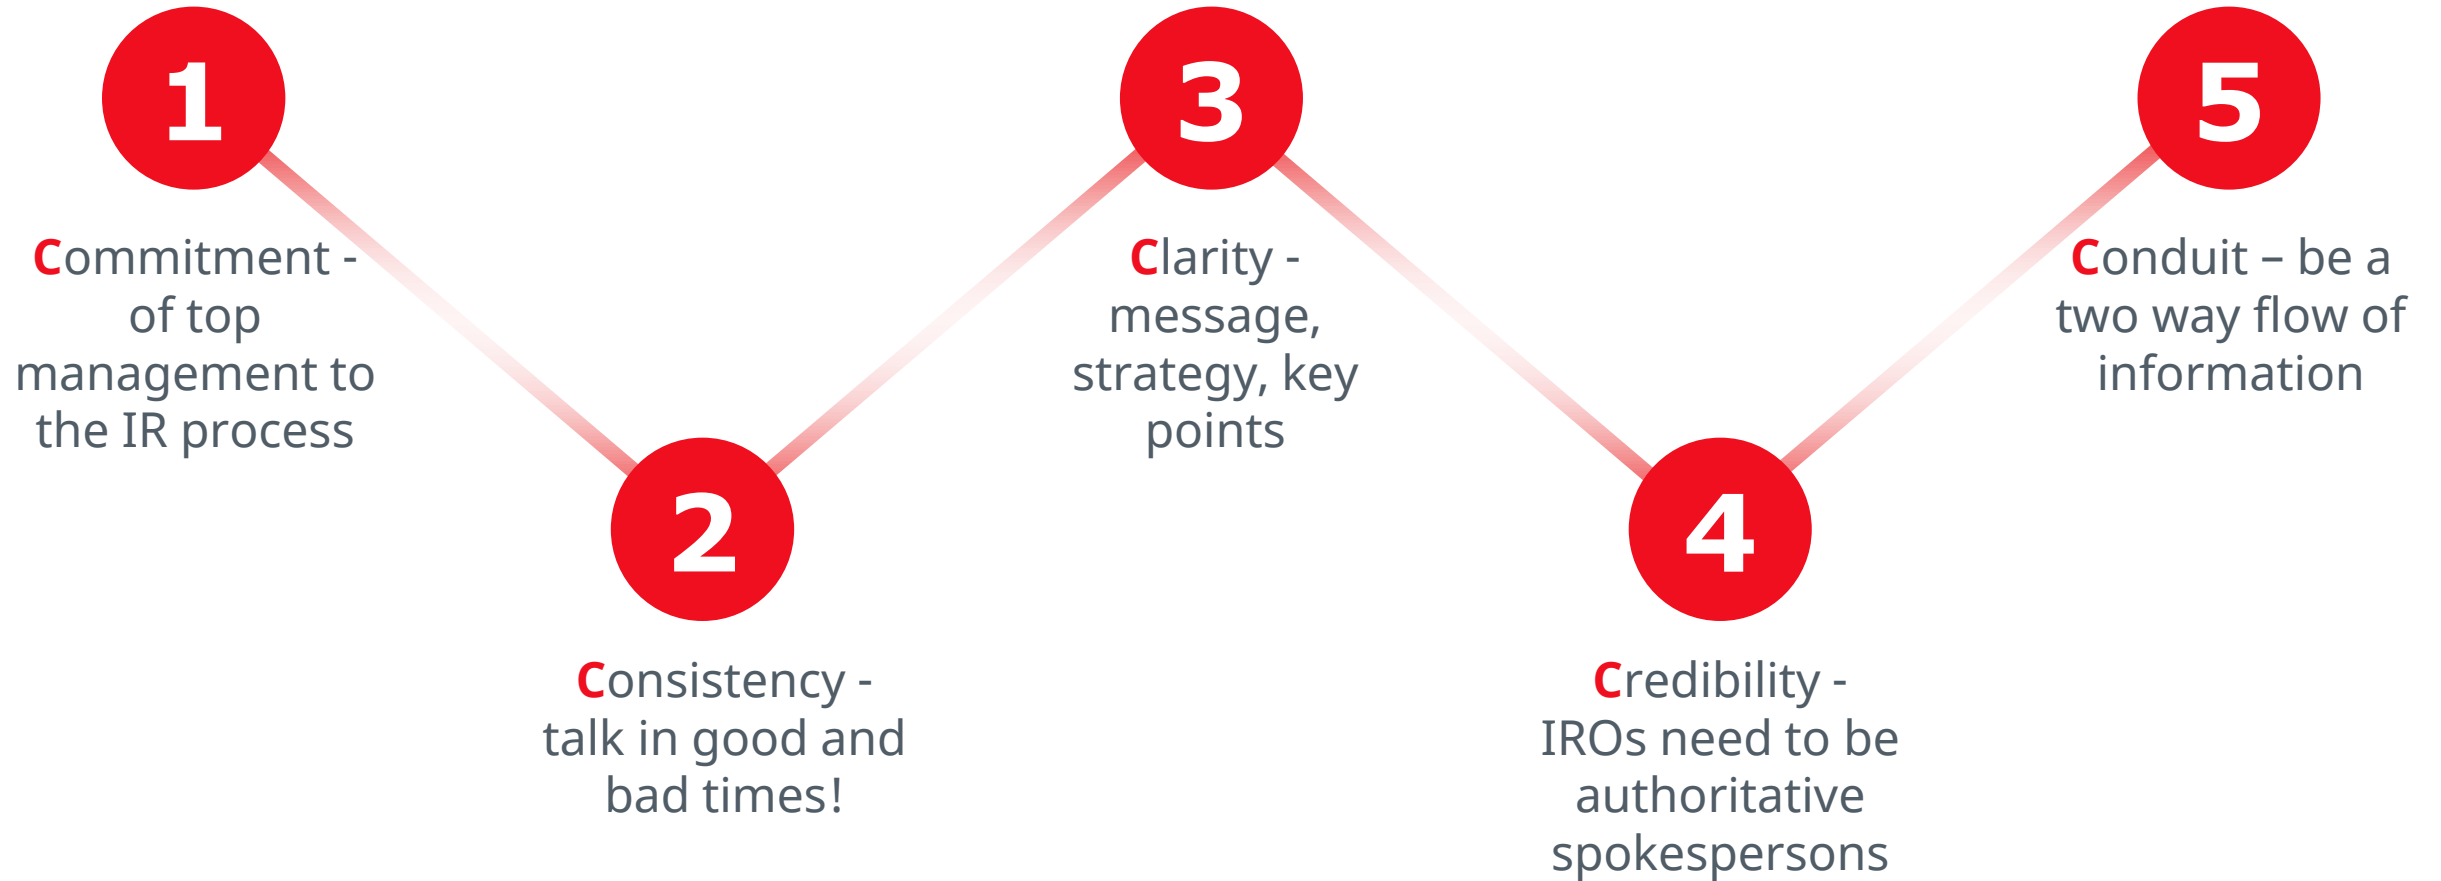 1
Commitment -
of top
management to
the IR process
2
Consistency -
talk in good and
bad times!
3
Clarity -
message,
strategy, key
points
4
Credibility -
IROs need to be
authoritative
spokespersons
5
Conduit – be a
two way flow of
information